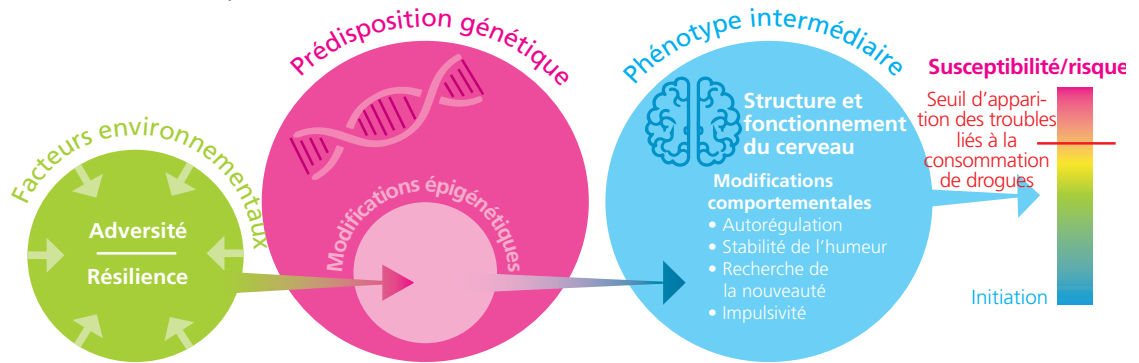 Facteurs environnementaux
Adversité
Résilience
Prédisposition génétique
Modifications épigénétiques
Phénotype intermédiaire
Structure et
fonctionnement
du cerveau
Modifications
comportementales
• Autorégulation
• Stabilité de l'humeur
• Recherche de
la nouveauté
• Impulsivité
Susceptibilité/risque
Seuil d'appari-
tion des troubles
liés à la
consommation
de drogues
Initiation